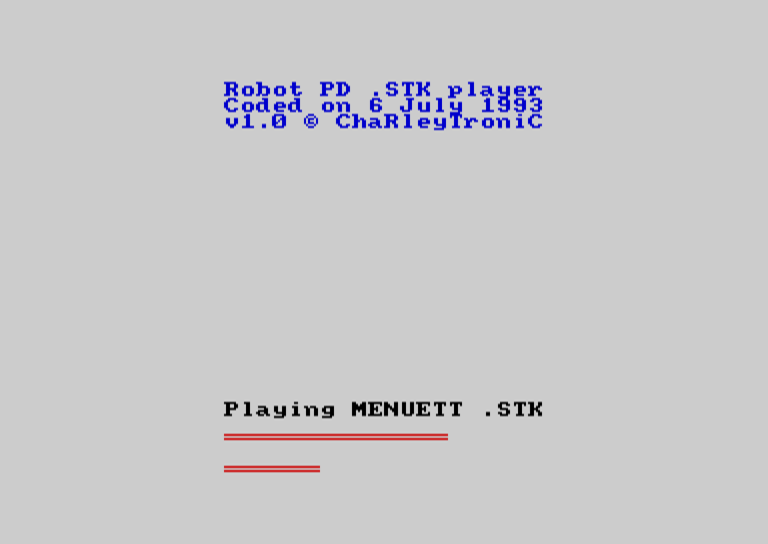 Robot PD .STK player
Coded on 6 July 1993
v1.0 © ChaRleyTroniC
Playing MENUETT .STK